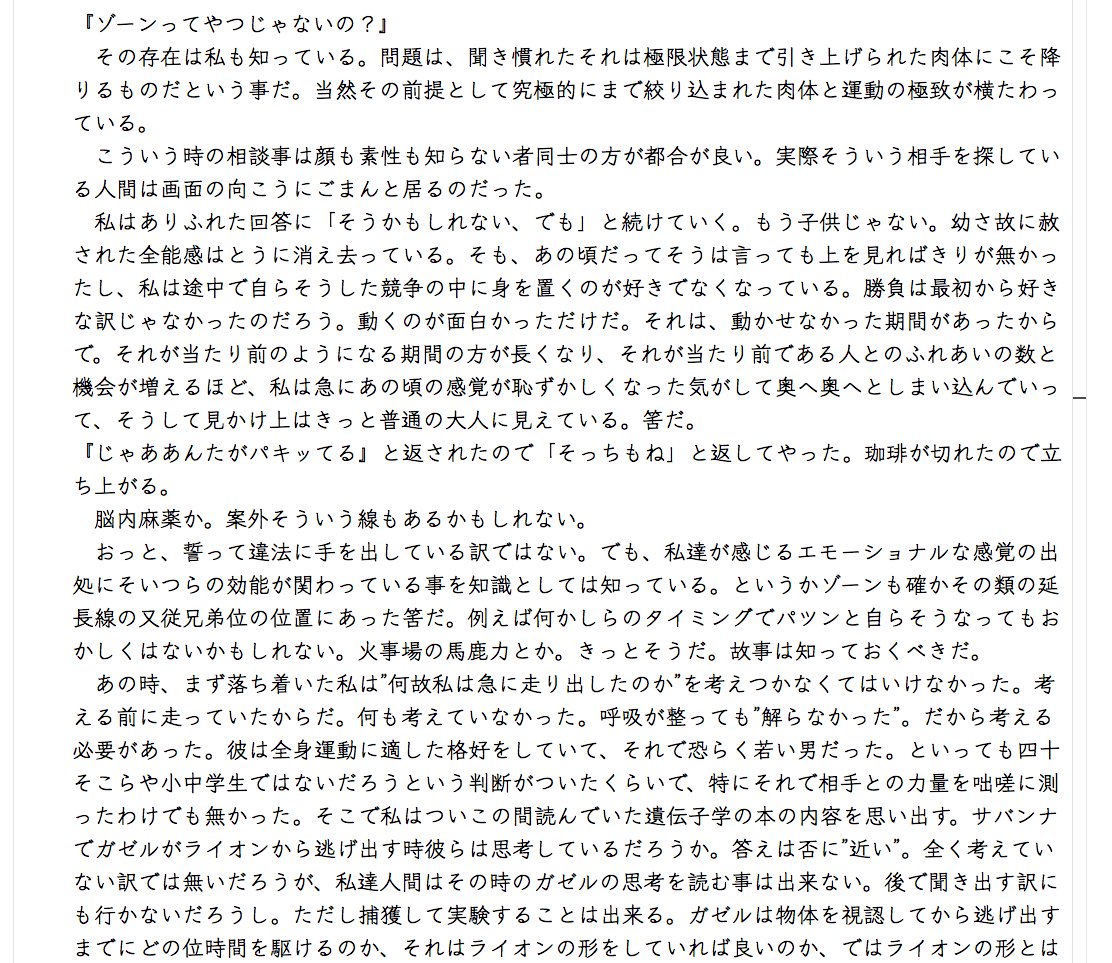 『ゾーンってやつじゃないの？』
　その存在は私も知っている。問題は、聞き慣れたそれは極限状態まで引き上げられた肉体にこそ降
りるものだという事だ。当然その前提として究極的にまで絞り込まれた肉体と運動の極致が横たわっ
ている。
　こういう時の相談事は顔も素性も知らない者同士の方が都合が良い。実際そういう相手を探してい
る人間は画面の向こうにごまんと居るのだった。
　私はありふれた回答に「そうかもしれない、でも」と続けていく。もう子供じゃない。幼さ故に赦
された全能感はとうに消え去っている。そも、あの頃だってそうは言っても上を見ればきりが無かっ
たし、私は途中で自らそうした競争の中に身を置くのが好きでなくなっている。勝負は最初から好き
な訳じゃなかったのだろう。動くのが面白かっただけだ。それは、動かせなかった期間があったから
で。それが当たり前のようになる期間の方が長くなり、それが当たり前である人とのふれあいの数と
機会が増えるほど、私は急にあの頃の感覚が恥ずかしくなった気がして奥へ奥へとしまい込んでいっ
て、そうして見かけ上はきっと普通の大人に見えている。筈だ。
『じゃああんたがパキッてる』と返されたので「そっちもね」と返してやった。珈琲が切れたので立
ち上がる。
　脳内麻薬か。案外そういう線もあるかもしれない。
　おっと、誓って違法に手を出している訳ではない。でも、私達が感じるエモーショナルな感覚の出
処にそいつらの効能が関わっている事を知識としては知っている。というかゾーンも確かその類の延
長線の又従兄弟位の位置にあった筈だ。例えば何かしらのタイミングでパツンと自らそうなってもお
かしくはないかもしれない。火事場の馬鹿力とか。きっとそうだ。故事は知っておくべきだ。
　あの時、まず落ち着いた私は”何故私は急に走り出したのか”を考えつかなくてはいけなかった。考
える前に走っていたからだ。何も考えていなかった。呼吸が整っても”解らなかった”。だから考える
必要があった。彼は全身運動に適した格好をしていて、それで恐らく若い男だった。といっても四十
そこらや小中学生ではないだろうという判断がついたくらいで、特にそれで相手との力量を咄嗟に測
ったわけでも無かった。そこで私はついこの間読んでいた遺伝子学の本の内容を思い出す。サバンナ
でガゼルがライオンから逃げ出す時彼らは思考しているだろうか。答えは否に”近い”。全く考えてい
ない訳では無いだろうが、私達人間はその時のガゼルの思考を読む事は出来ない。後で聞き出す訳に
も行かないだろうし。ただし捕獲して実験することは出来る。ガゼルは物体を視認してから逃げ出す
までにどの位時間を駆けるのか、それはライオンの形をしていれば良いのか、ではライオンの形とは